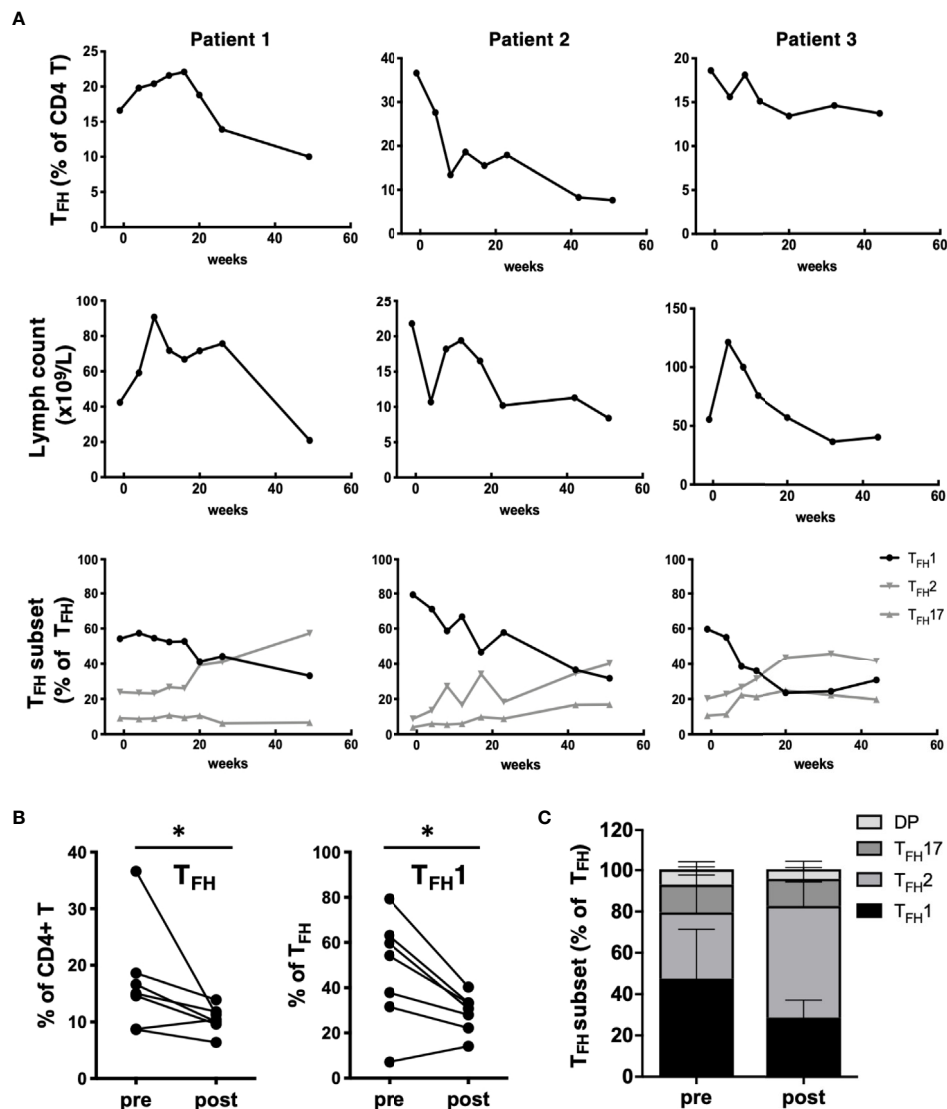 A
Patient 1 Patient 2 Patient 3
TFH (% of CD4 T)
25 20 15 10 5 0
0 20 40 60
weeks
40 30 20 10 0
0 20 40 60
weeks
20 15 10 5 0
0 20 40 60
weeks
Lymph count
(x10⁹/L)
100 80 60 40 20 0
0 20 40 60
weeks
25 20 15 10 5 0
0 20 40 60
weeks
150 100 50 0
0 20 40 60
weeks
TFH subset
(% of TFH)
100 80 60 40 20 0
0 20 40 60
weeks
100 80 60 40 20 0
0 20 40 60
weeks
100 80 60 40 20 0
0 20 40 60
weeks
TFH1
TFH2
TFH17
B
*
TFH
% of CD4+ T
40 30 20 10 0
pre post
*
TFH1
% of TFH
100 80 60 40 20 0
pre post
C
TFH subset (% of TFH)
120 100 80 60 40 20 0
pre post
DP
TFH17
TFH2
TFH1